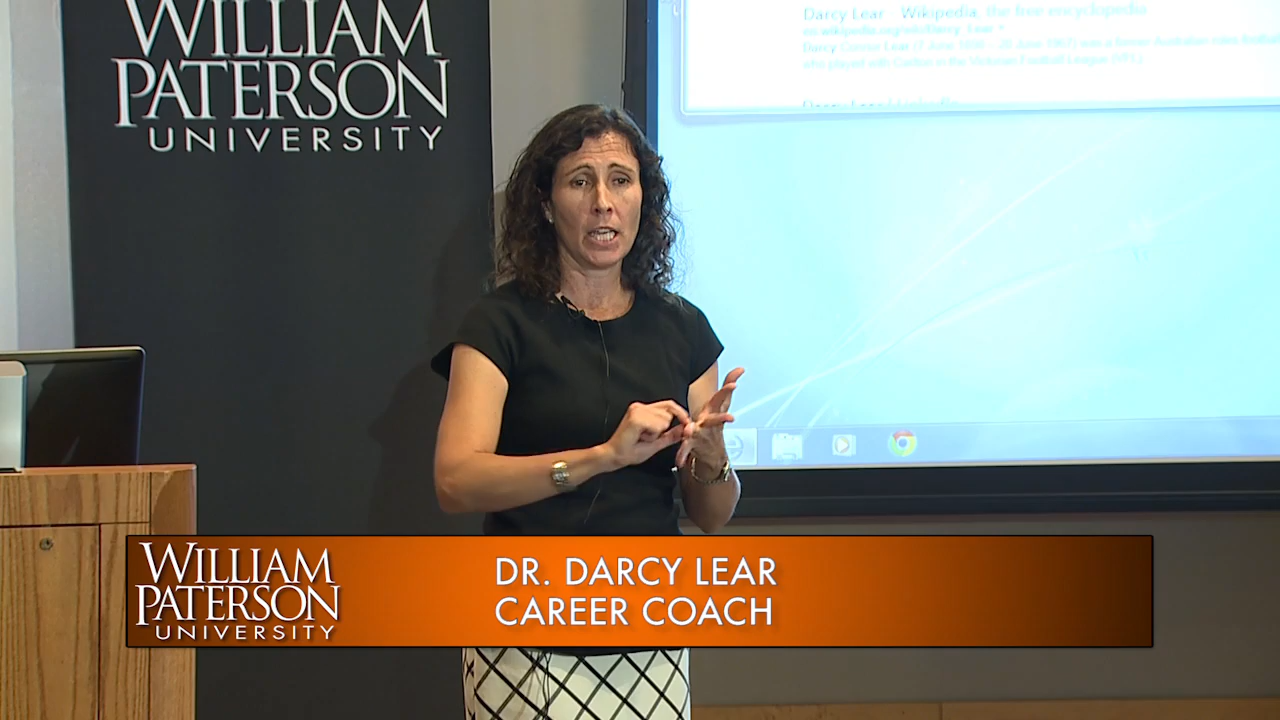 WILLIAM
PATERSON
UNIVERSITY
Darcy Lear - Wikipedia, the free encyclopedia
WILLIAM
PATERSON
UNIVERSITY
DR. DARCY LEAR
CAREER COACH